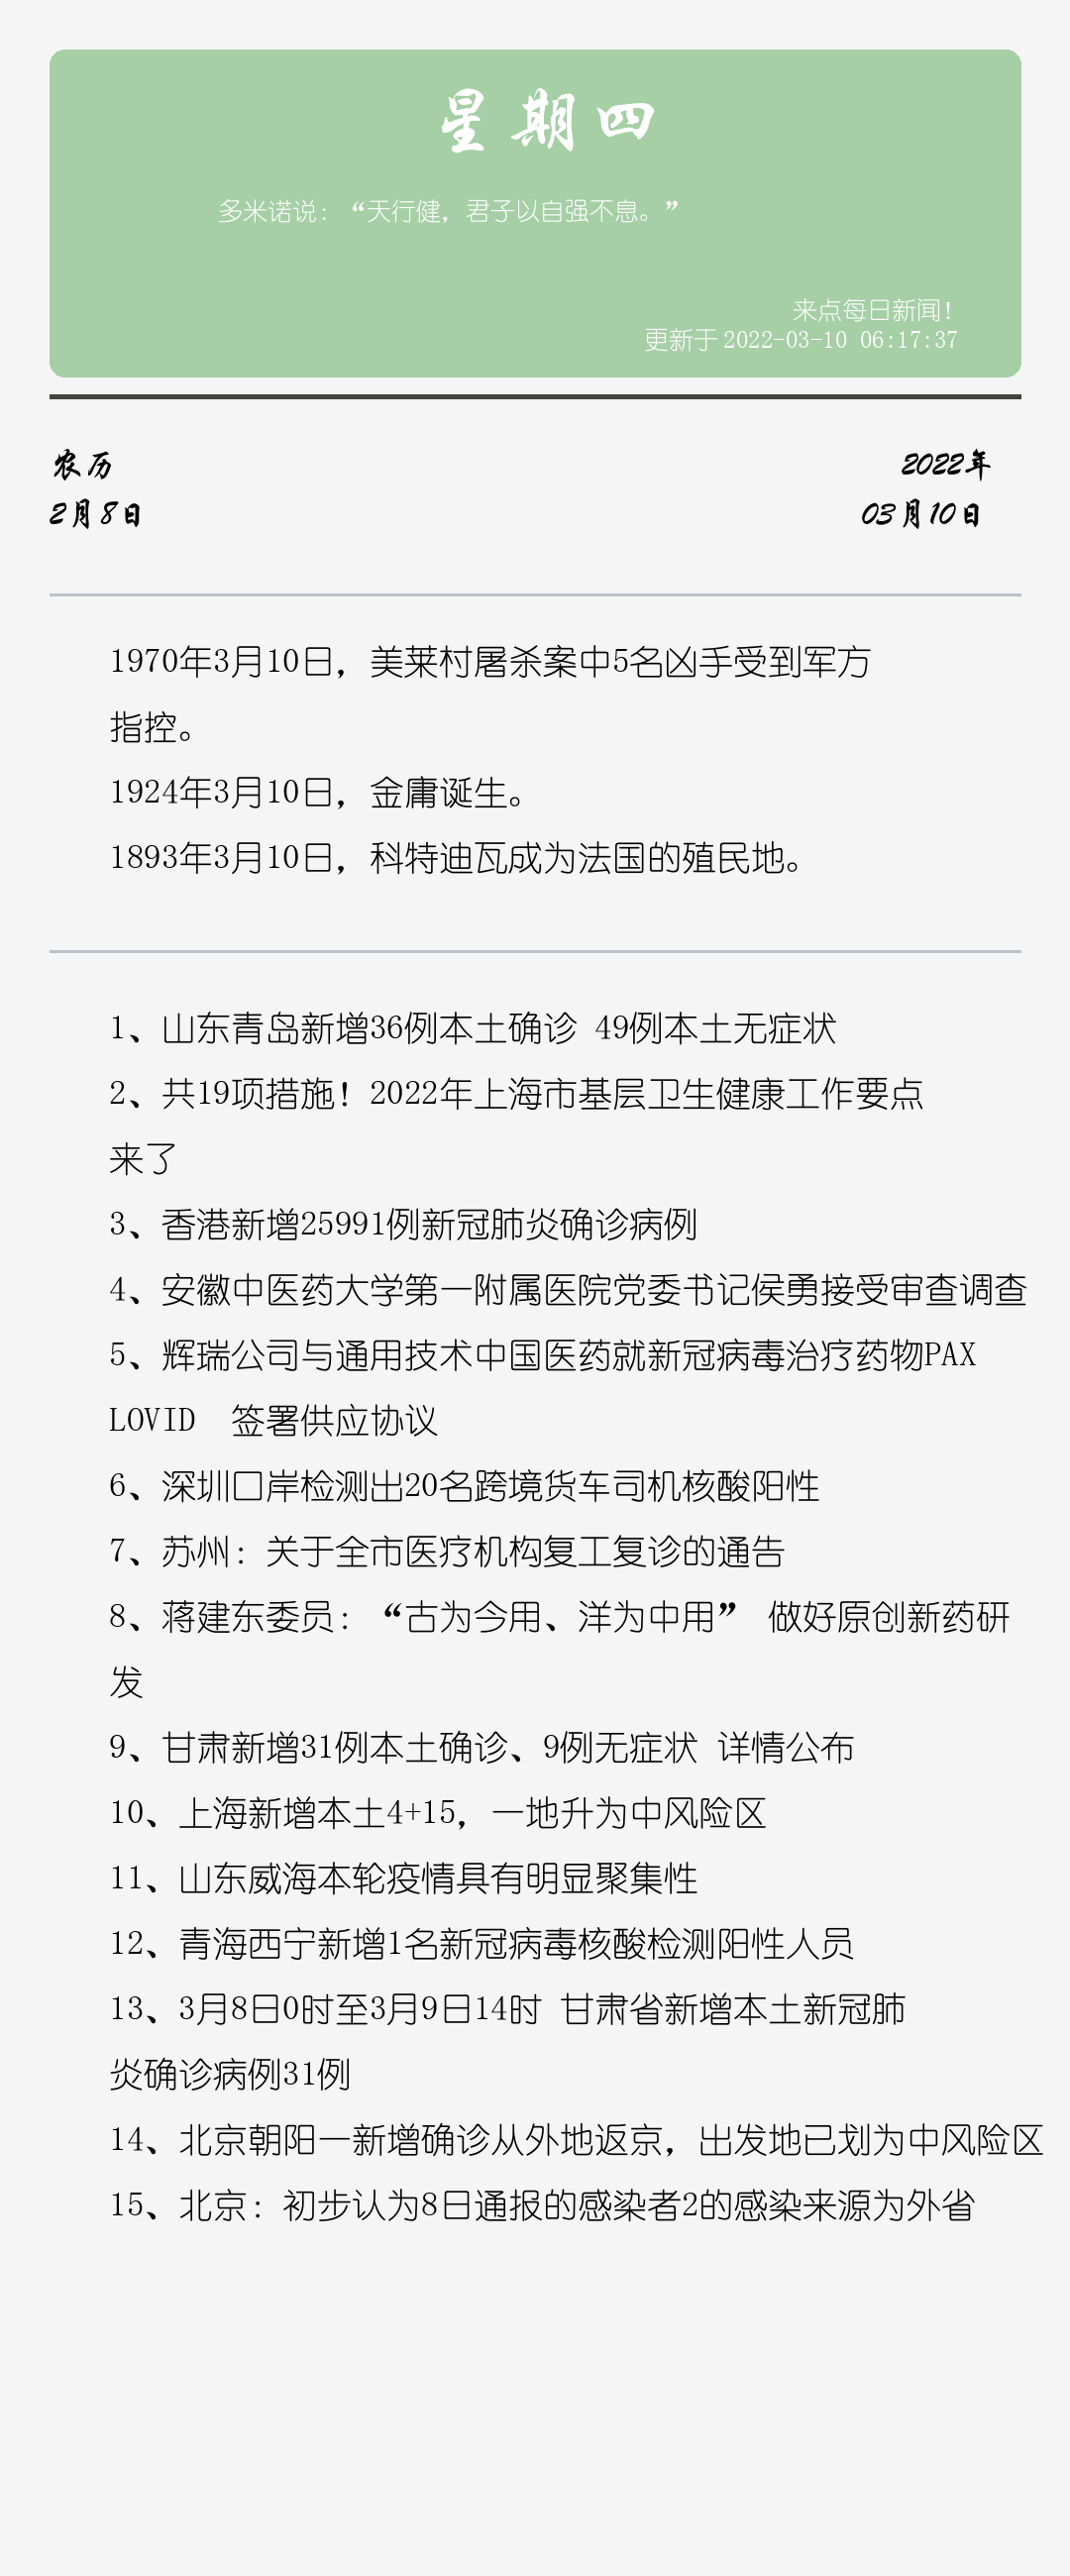 星期四
多米诺说：“天行健，君子以自强不息。”
来点每日新闻！
更新于2022-03-10 06:17:37
农历
2月8日
2022年
03月10日
1970年3月10日，美莱村屠杀案中5名凶手受到军方
指控。
1924年3月10日，金庸诞生。
1893年3月10日，科特迪瓦成为法国的殖民地。
1、山东青岛新增36例本土确诊 49例本土无症状
2、共19项措施！2022年上海市基层卫生健康工作要点
来了
3、香港新增25991例新冠肺炎确诊病例
4、安徽中医药大学第一附属医院党委书记侯勇接受审查调查
5、辉瑞公司与通用技术中国医药就新冠病毒治疗药物PAX
LOVID  签署供应协议
6、深圳口岸检测出20名跨境货车司机核酸阳性
7、苏州：关于全市医疗机构复工复诊的通告
8、蒋建东委员：“古为今用、洋为中用” 做好原创新药研
发
9、甘肃新增31例本土确诊、9例无症状 详情公布
10、上海新增本土4+15，一地升为中风险区
11、山东威海本轮疫情具有明显聚集性
12、青海西宁新增1名新冠病毒核酸检测阳性人员
13、3月8日0时至3月9日14时 甘肃省新增本土新冠肺
炎确诊病例31例
14、北京朝阳一新增确诊从外地返京，出发地已划为中风险区
15、北京：初步认为8日通报的感染者2的感染来源为外省